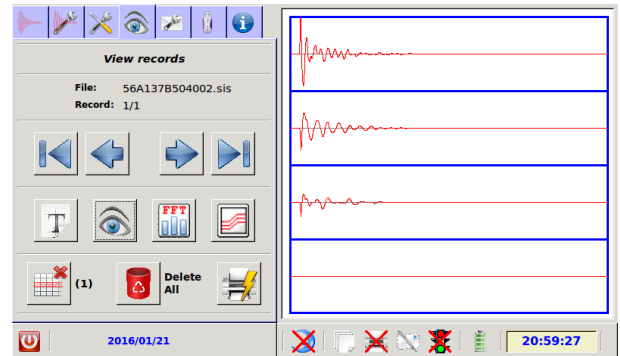 View records
File: 56A137B504002.sis
Record: 1/1
T
FFT
(1)
Delete
All
2016/01/21
20:59:27